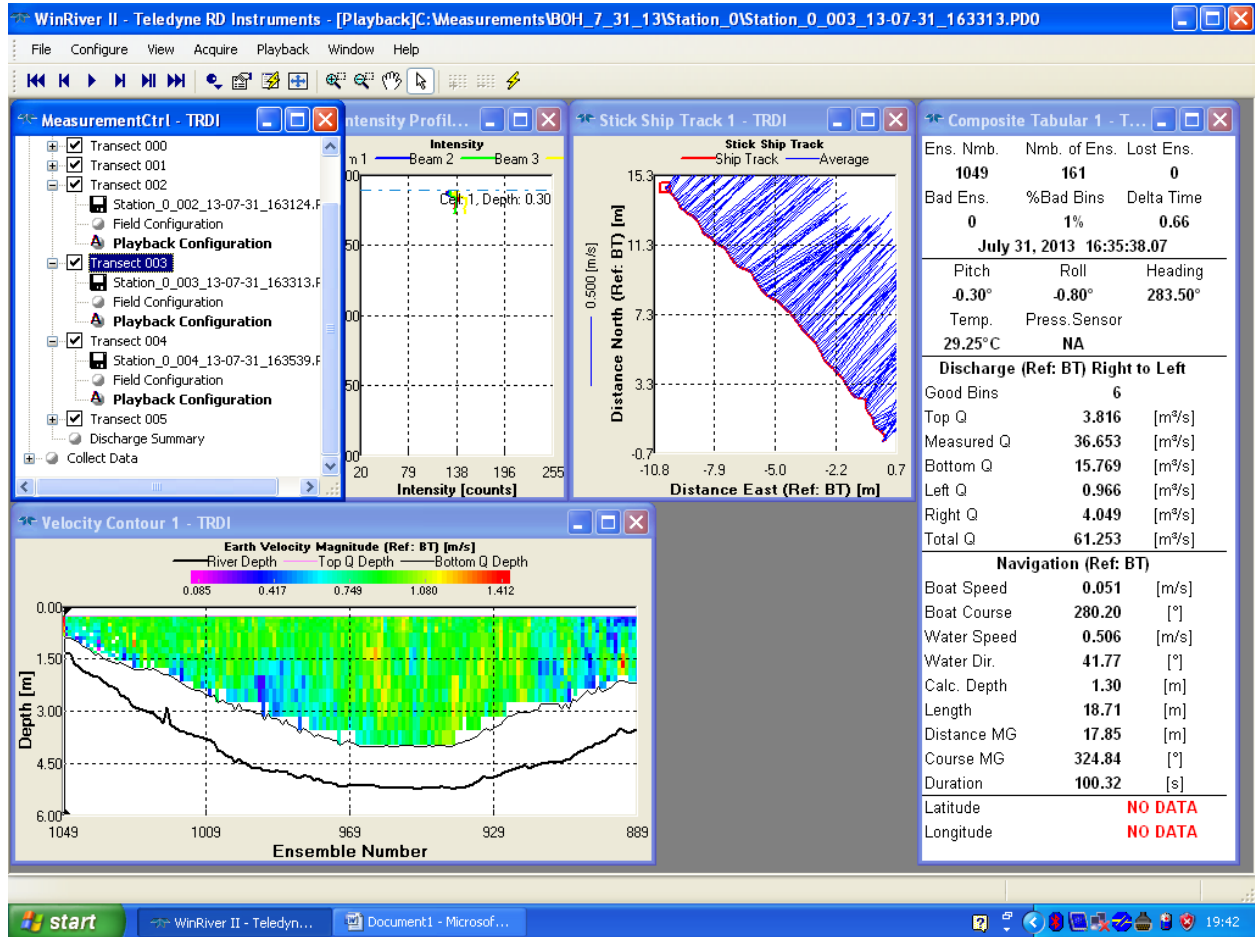 WinRiver II - Teledyne RD Instruments - [Playback]C:\Measurements\BOH_7_31_13\Station_0\Station_0_003_13-07-31_163313.PD0
File Configure View Acquire Playback Window Help
MeasurementCtrl - TRDI
Transect 000
Transect 001
Transect 002
Station_0_002_13-07-31_163124.P
Field Configuration
Playback Configuration
Transect 003
Station_0_003_13-07-31_163313.P
Field Configuration
Playback Configuration
Transect 004
Station_0_004_13-07-31_163539.P
Field Configuration
Playback Configuration
Transect 005
Discharge Summary
Collect Data
ntensity Profil...
Intensity
n 1 Beam 2 Beam 3
00
Cell: 1, Depth: 0.30
50
00
50
00
20 79 138 196 255
Intensity [counts]
Stick Ship Track 1 - TRDI
Stick Ship Track
Ship Track Average
0.500 [m/s]
Distance North (Ref: BT) [m]
15.3
11.3
7.3
3.3
-0.7
-10.8 -7.9 -5.0 -2.2 0.7
Distance East (Ref: BT) [m]
Composite Tabular 1 - T...
Ens. Nmb. Nmb. of Ens. Lost Ens.
1049 161 0
Bad Ens. %Bad Bins Delta Time
0 1% 0.66
July 31, 2013 16:35:38.07
Pitch Roll Heading
-0.30° -0.80° 283.50°
Temp. Press.Sensor
29.25°C NA
Discharge (Ref: BT) Right to Left
Good Bins 6
Top Q 3.816 [m³/s]
Measured Q 36.653 [m³/s]
Bottom Q 15.769 [m³/s]
Left Q 0.966 [m³/s]
Right Q 4.049 [m³/s]
Total Q 61.253 [m³/s]
Navigation (Ref: BT)
Boat Speed 0.051 [m/s]
Boat Course 280.20 [°]
Water Speed 0.506 [m/s]
Water Dir. 41.77 [°]
Calc. Depth 1.30 [m]
Length 18.71 [m]
Distance MG 17.85 [m]
Course MG 324.84 [°]
Duration 100.32 [s]
Latitude NO DATA
Longitude NO DATA
Velocity Contour 1 - TRDI
Earth Velocity Magnitude (Ref: BT) [m/s]
River Depth Top Q Depth Bottom Q Depth
0.085 0.417 0.749 1.080 1.412
Depth [m]
0.00
1.50
3.00
4.50
6.00
1049 1009 969 929 889
Ensemble Number
start
WinRiver II - Teledyn...
Document1 - Microsof...
19:42